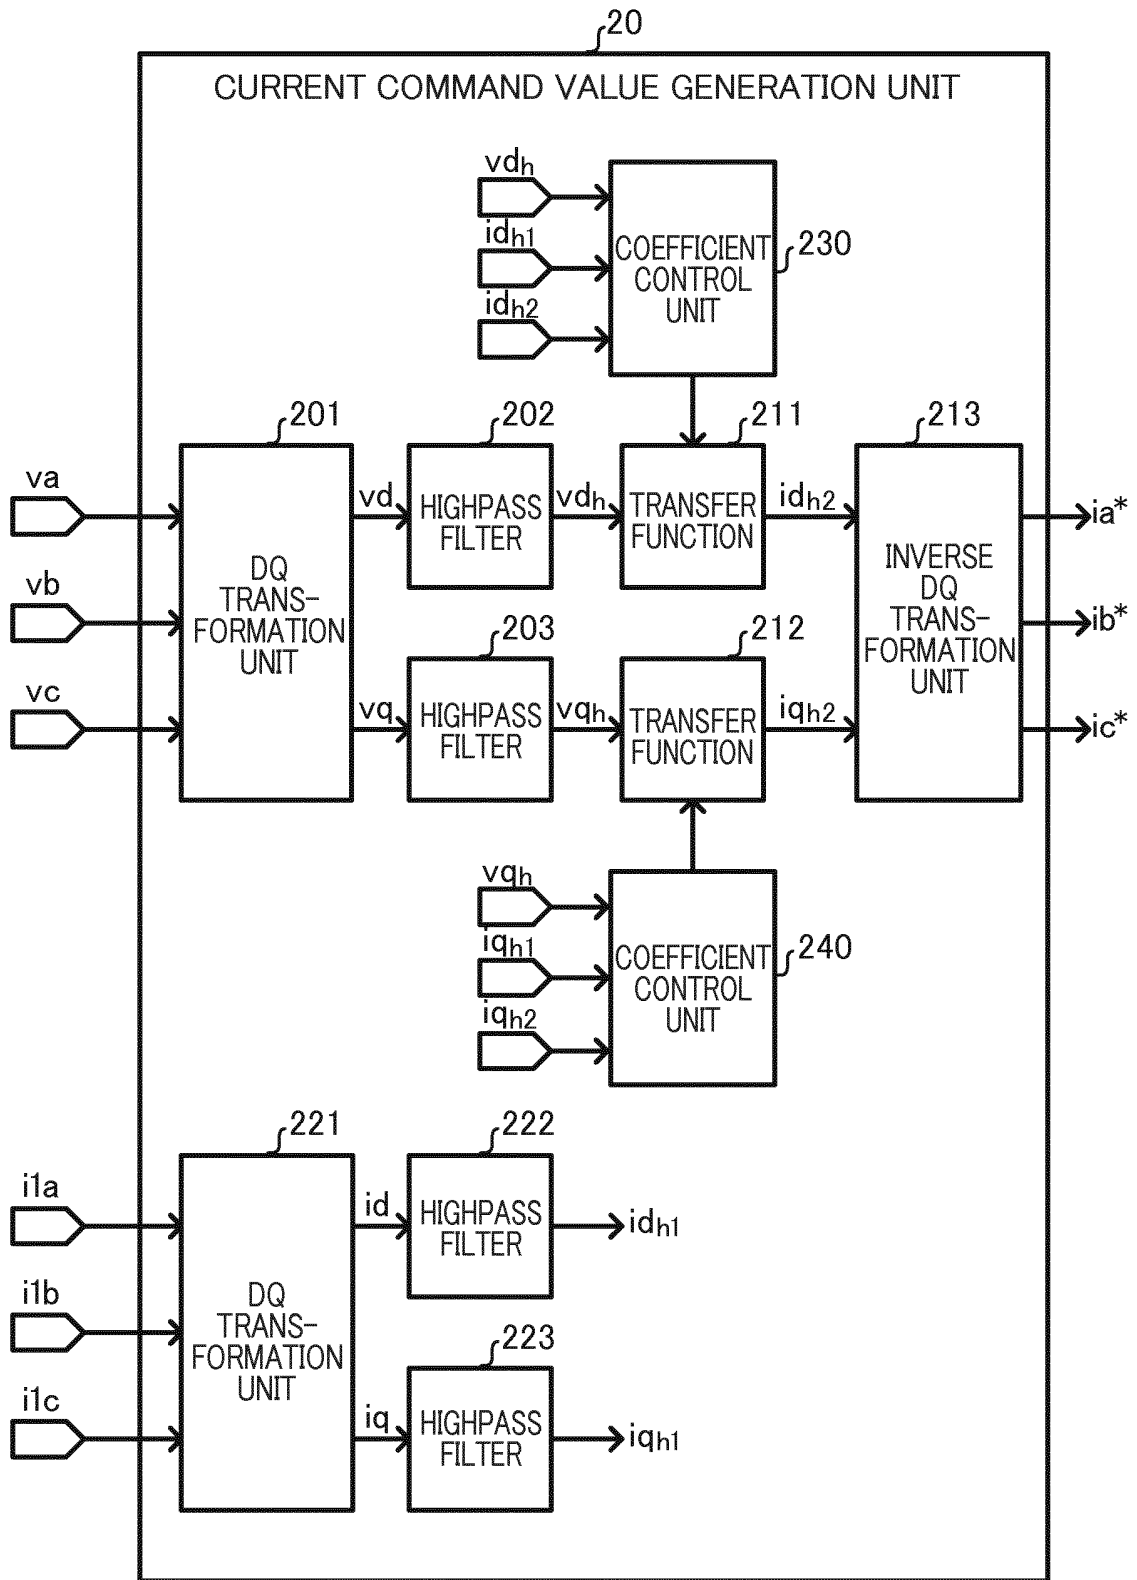 20
CURRENT COMMAND VALUE GENERATION UNIT
vdh
idh1
idh2
COEFFICIENT
CONTROL
UNIT
230
201
202
211
213
va
vb
vc
DQ
TRANS-
FORMATION
UNIT
vd
HIGHPASS
FILTER
vdh
TRANSFER
FUNCTION
idh2
INVERSE
DQ
TRANS-
FORMATION
UNIT
ia*
ib*
ic*
203
212
vq
HIGHPASS
FILTER
vqh
TRANSFER
FUNCTION
iqh2
vqh
iqh1
iqh2
COEFFICIENT
CONTROL
UNIT
240
221
222
i1a
i1b
i1c
DQ
TRANS-
FORMATION
UNIT
id
HIGHPASS
FILTER
idh1
223
iq
HIGHPASS
FILTER
iqh1